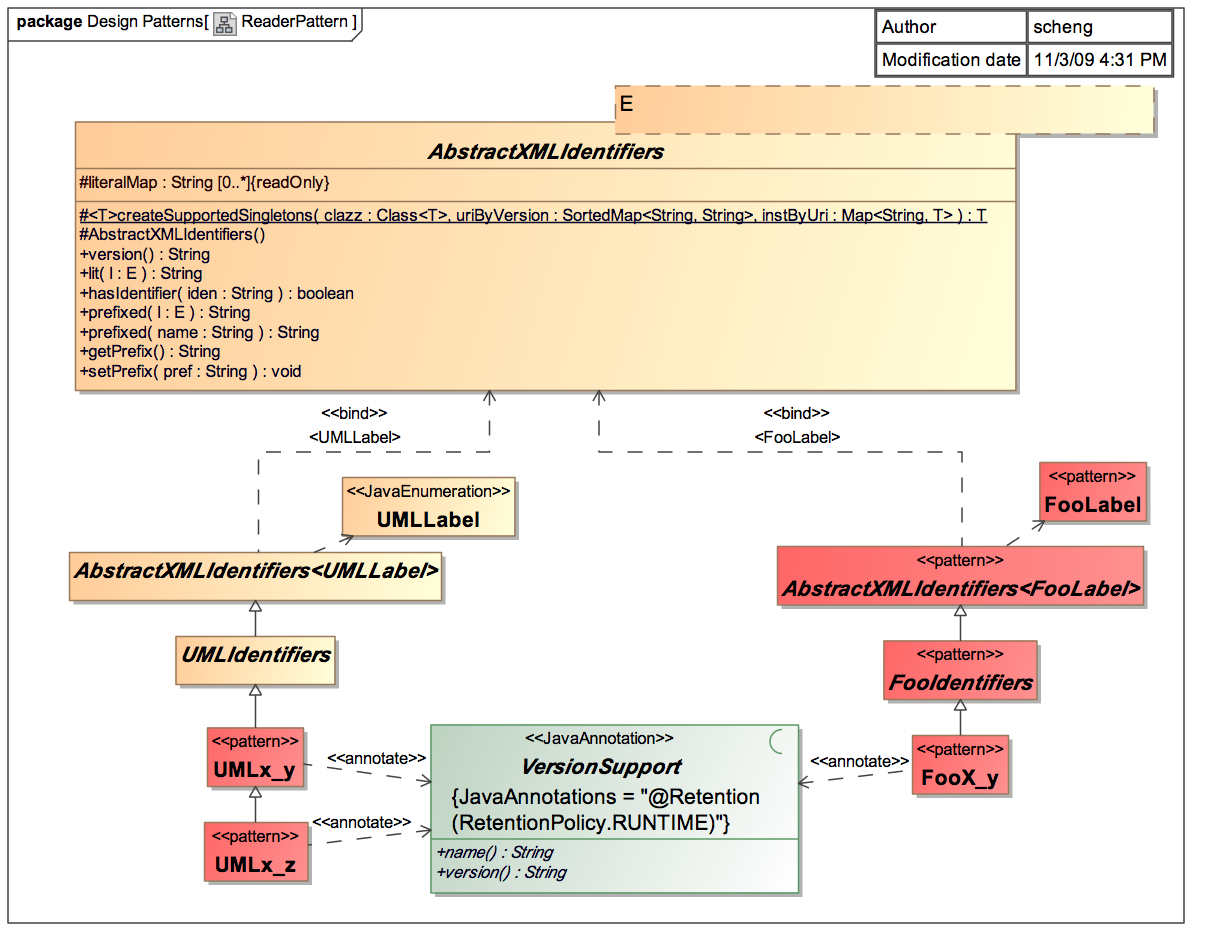 package Design Patterns[ ReaderPattern ]
Author scheng
Modification date 11/3/09 4:31 PM
E
AbstractXMLIdentifiers
#literalMap : String [0..*]{readOnly}
#<T>createSupportedSingletons( clazz : Class<T>, uriByVersion : SortedMap<String, String>, instByUri : Map<String, T> ) : T
#AbstractXMLIdentifiers()
+version() : String
+lit( l : E ) : String
+hasIdentifier( iden : String ) : boolean
+prefixed( l : E ) : String
+prefixed( name : String ) : String
+getPrefix() : String
+setPrefix( pref : String ) : void
<<bind>>
<UMLLabel>
<<bind>>
<FooLabel>
<<JavaEnumeration>>
UMLLabel
<<pattern>>
FooLabel
AbstractXMLIdentifiers<UMLLabel>
<<pattern>>
AbstractXMLIdentifiers<FooLabel>
UMLIdentifiers
<<pattern>>
FooIdentifiers
<<pattern>>
UMLx_y
<<annotate>>
<<JavaAnnotation>>
VersionSupport
{JavaAnnotations = "@Retention
(RetentionPolicy.RUNTIME)"}
+name() : String
+version() : String
<<annotate>>
<<pattern>>
FooX_y
<<pattern>>
UMLx_z
<<annotate>>